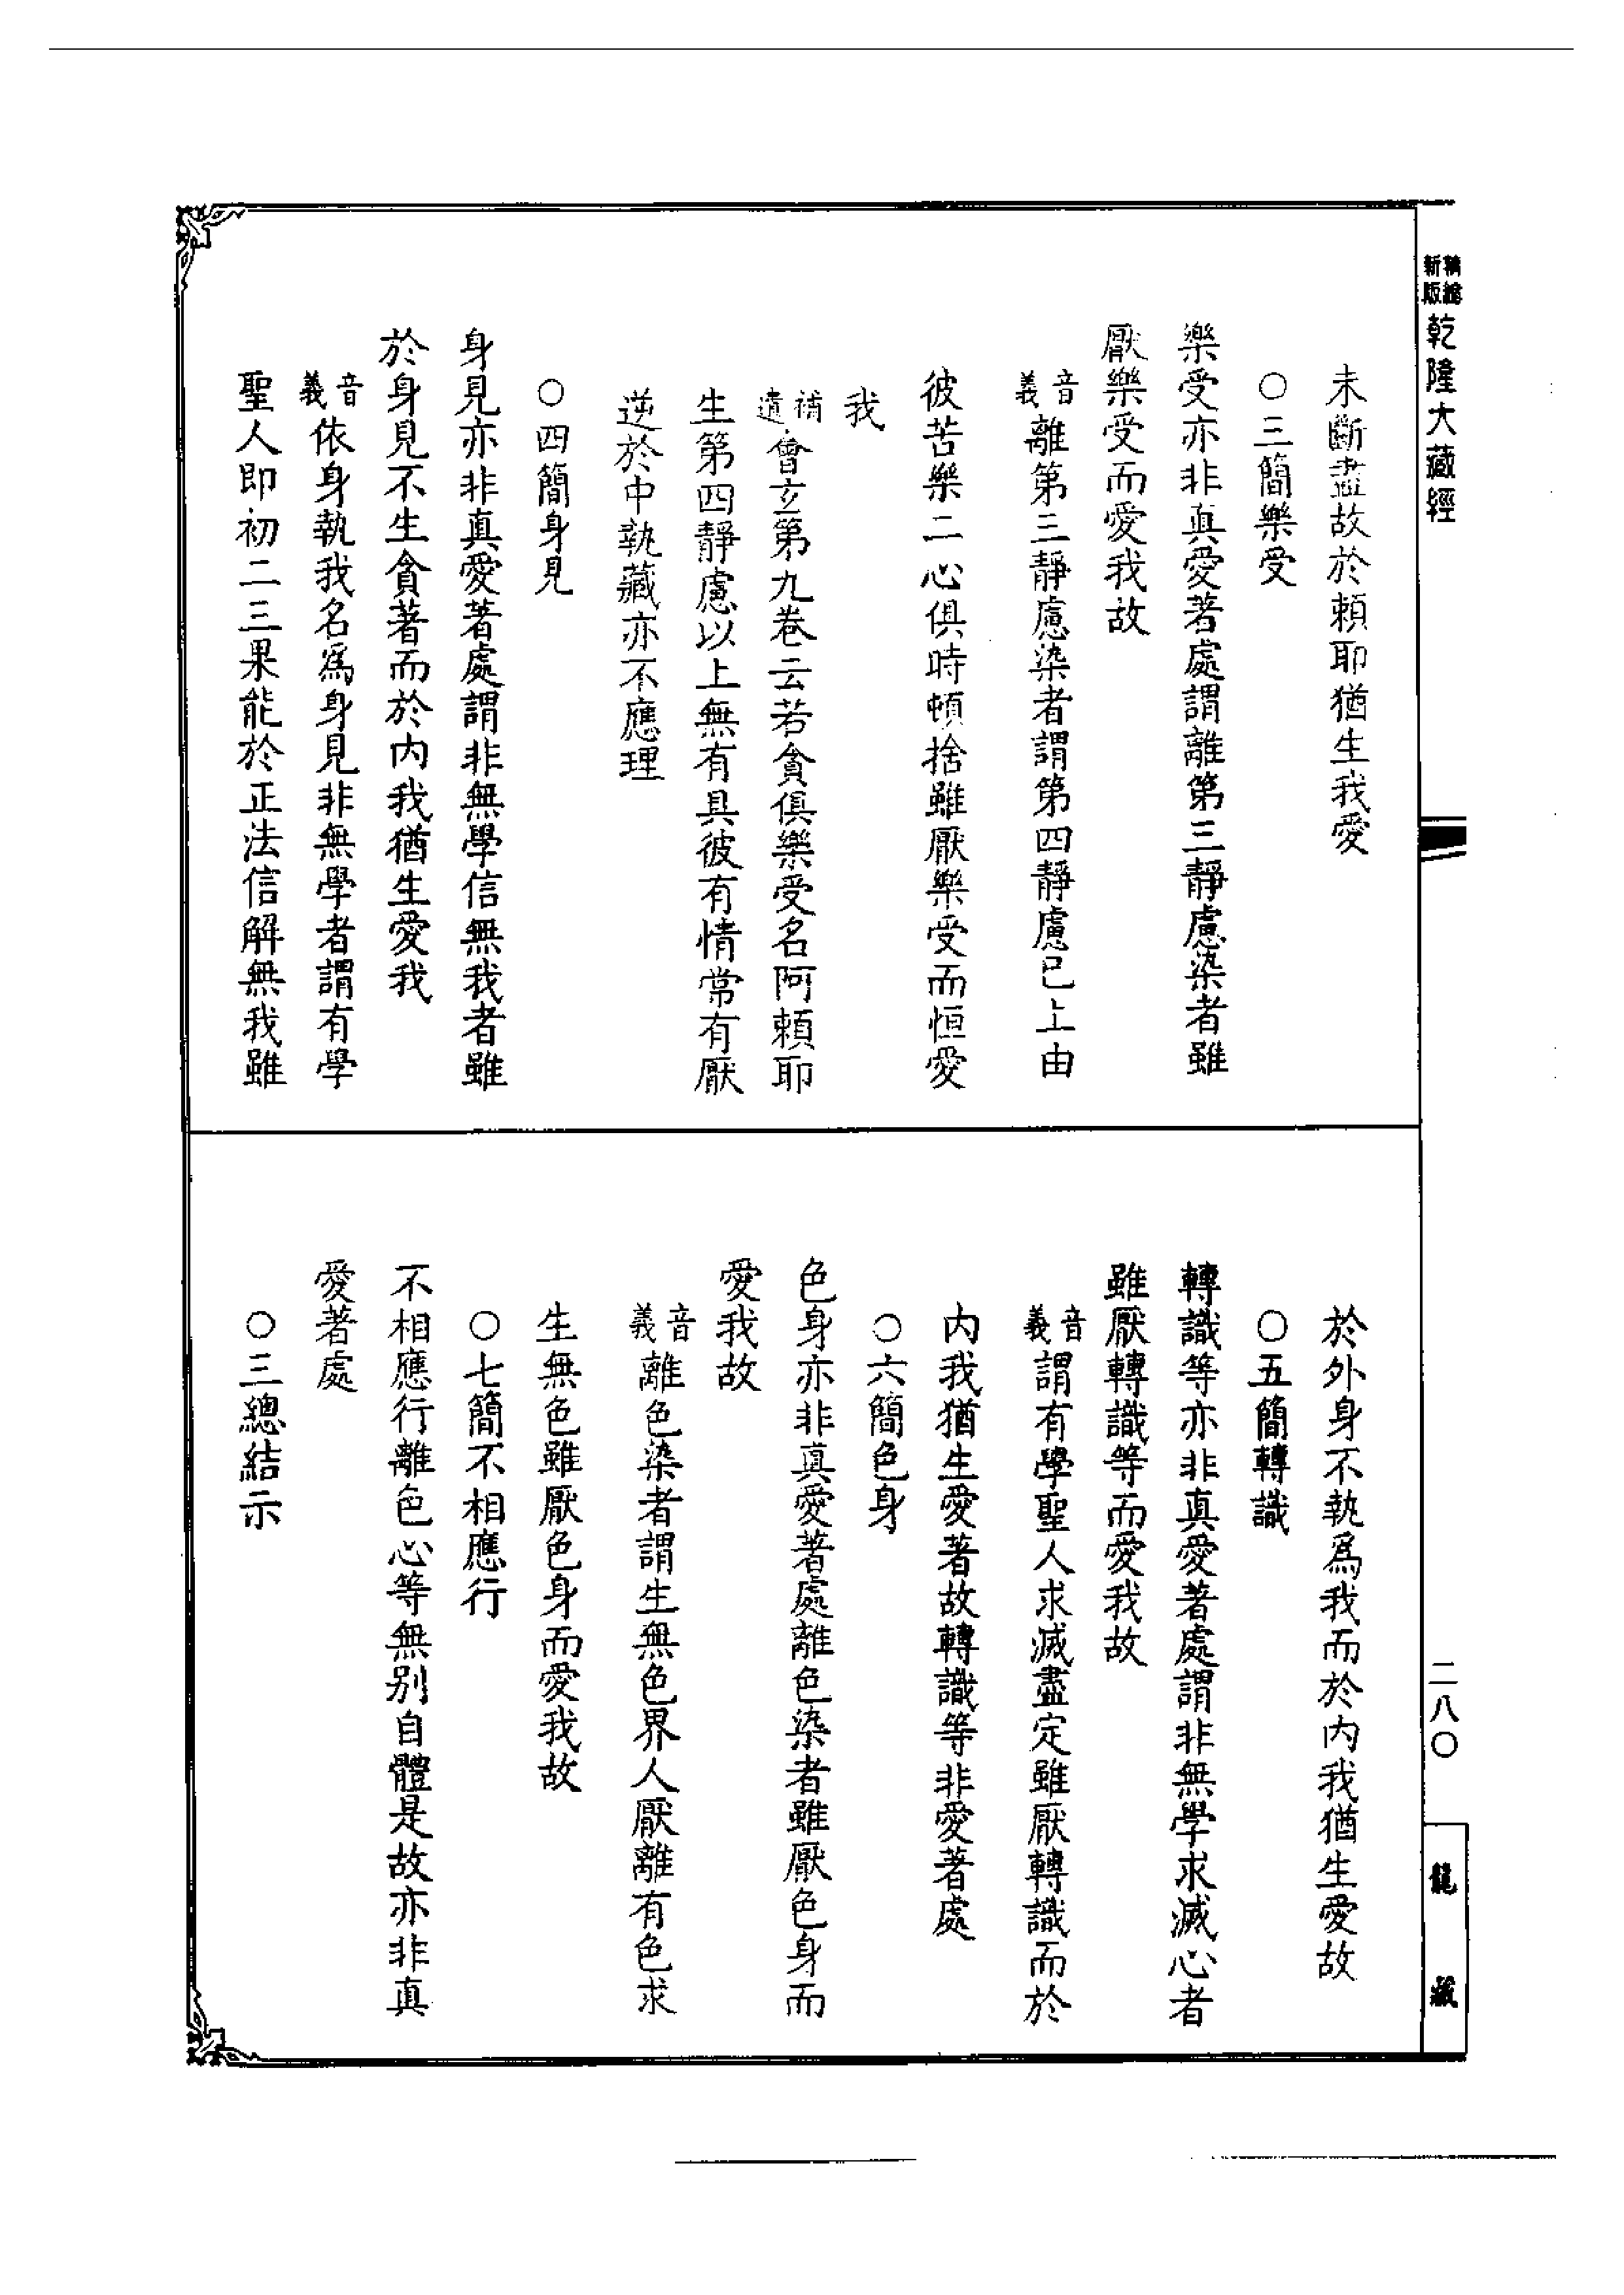 新編
縮版
乾隆大藏經
未斷盡故於頼耶猶生我愛
○三簡樂受
樂受亦非真愛著處謂離第三靜慮染者雖
厭樂受而愛我故
音義離第三靜慮染者謂第四靜慮已上由
彼苦樂二心俱時頓捨雖厭樂受而恒愛
我
補遺會玄第九卷云若貪俱樂受名阿頼耶
生第四靜慮以上無有具彼有情常有厭
逆於中執藏亦不應理
○四簡身見
身見亦非真愛著處謂非無學信無我者雖
於身見不生貪著而於内我猶生愛我
音義依身執我名為身見非無學者謂有學
聖人即初二三果能於正法信解無我雖
於外身不執為我而於内我猶生愛故
○五簡轉識
轉識等亦非真愛著處謂非無學求滅心者
雖厭轉識等而愛我故
音義謂有學聖人求滅盡定雖厭轉識而於
内我猶生愛著故轉識等非愛著處
○六簡色身
色身亦非真愛著處離色染者雖厭色身而
愛我故
音義離色染者謂生無色界人厭離有色求
生無色雖厭色身而愛我故
○七簡不相應行
不相應行離色心等無别自體是故亦非真
愛著處
○三總結示
二八○
龍藏